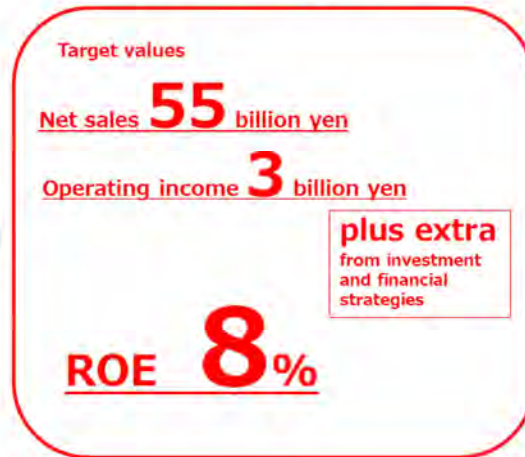 Target values
Net sales 55 billion yen
Operating income 3 billion yen
plus extra
from investment
and financial
strategies
ROE 8%